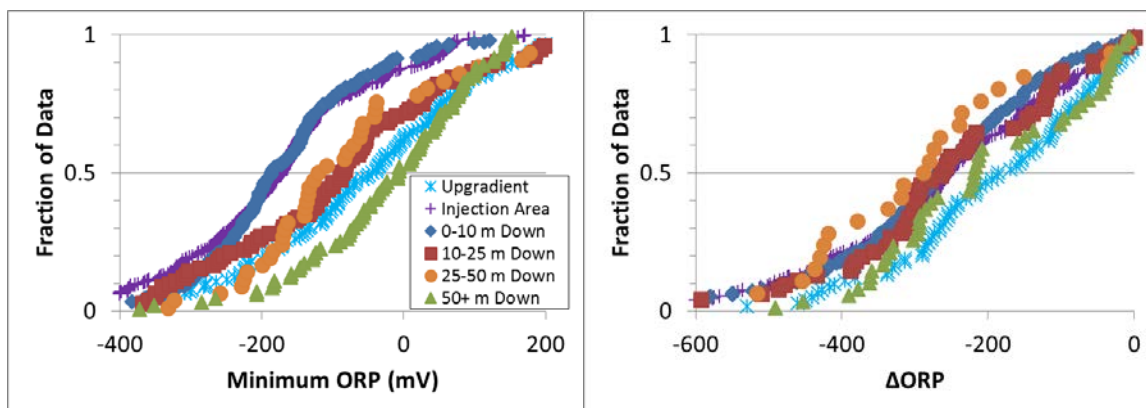 Fraction of Data
1
0.5
0
-400
-200
0
200
Minimum ORP (mV)
Upgradient
Injection Area
0-10 m Down
10-25 m Down
25-50 m Down
50+ m Down
Fraction of Data
1
0.5
0
-600
-400
-200
0
ΔORP